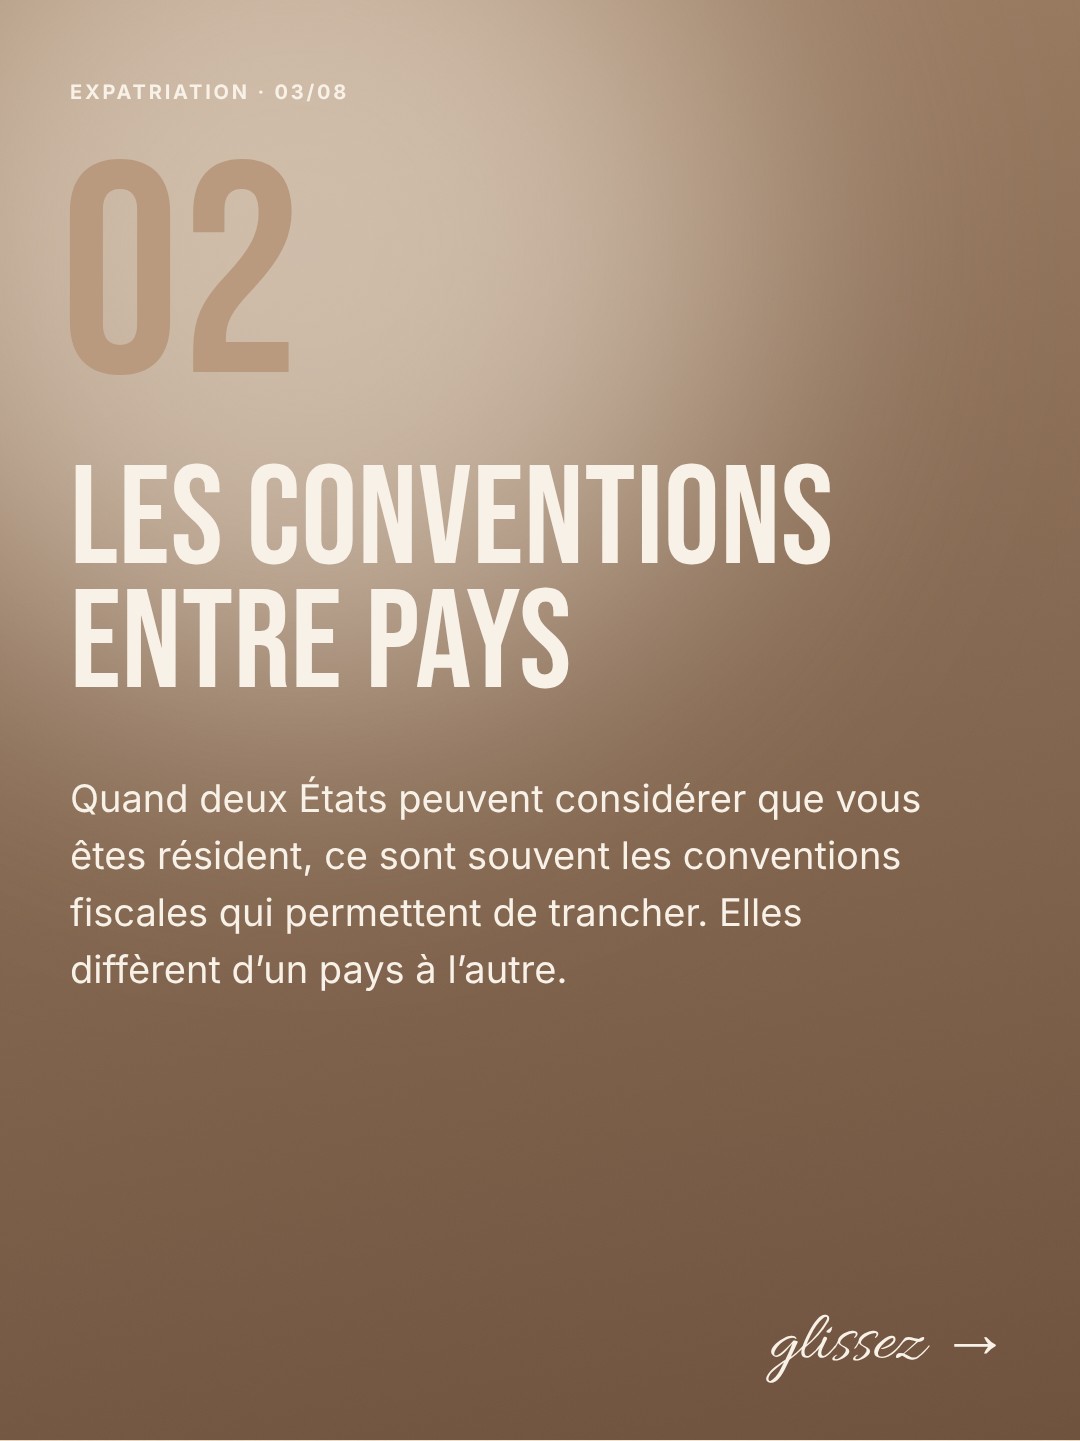 EXPATRIATION · 03/08
02
LES CONVENTIONS
ENTRE PAYS
Quand deux États peuvent considérer que vous
êtes résident, ce sont souvent les conventions
fiscales qui permettent de trancher. Elles
diffèrent d’un pays à l’autre.
glissez →